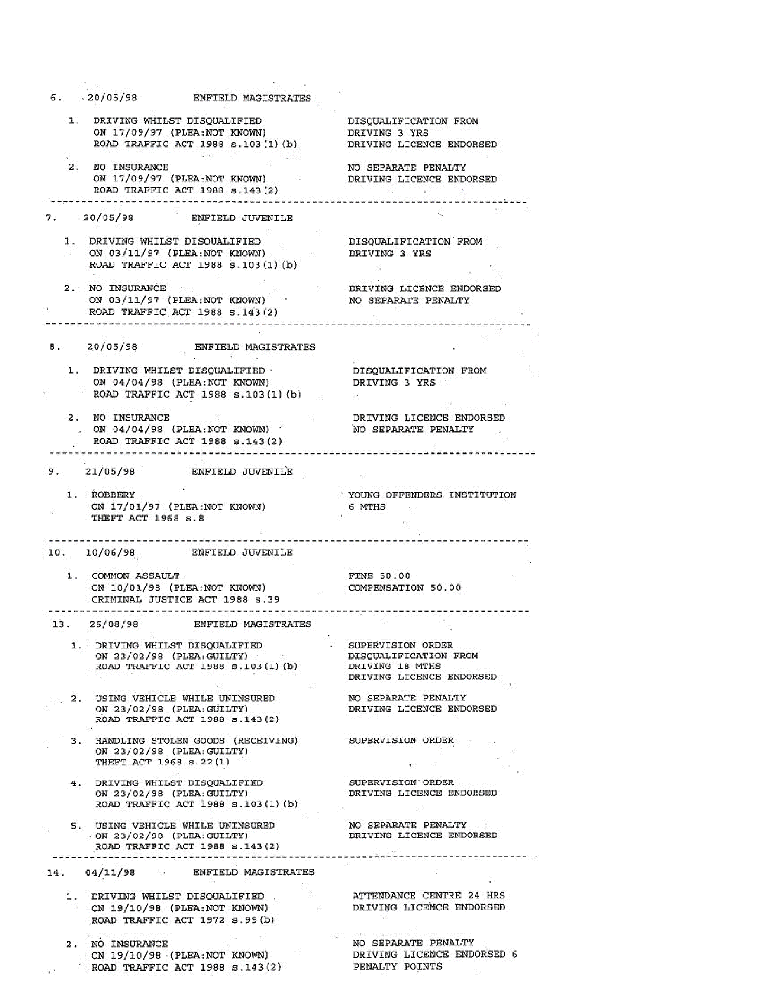 6. 20/05/98 ENFIELD MAGISTRATES
1. DRIVING WHILST DISQUALIFIED DISQUALIFICATION FROM
ON 17/09/97 (PLEA:NOT KNOWN) DRIVING 3 YRS
ROAD TRAFFIC ACT 1988 s.103(1)(b) DRIVING LICENCE ENDORSED
2. NO INSURANCE NO SEPARATE PENALTY
ON 17/09/97 (PLEA:NOT KNOWN) DRIVING LICENCE ENDORSED
ROAD TRAFFIC ACT 1988 s.143(2)
7. 20/05/98 ENFIELD JUVENILE
1. DRIVING WHILST DISQUALIFIED DISQUALIFICATION FROM
ON 03/11/97 (PLEA:NOT KNOWN) DRIVING 3 YRS
ROAD TRAFFIC ACT 1988 s.103(1)(b)
2. NO INSURANCE DRIVING LICENCE ENDORSED
ON 03/11/97 (PLEA:NOT KNOWN) NO SEPARATE PENALTY
ROAD TRAFFIC ACT 1988 s.143(2)
8. 20/05/98 ENFIELD MAGISTRATES
1. DRIVING WHILST DISQUALIFIED DISQUALIFICATION FROM
ON 04/04/98 (PLEA:NOT KNOWN) DRIVING 3 YRS
ROAD TRAFFIC ACT 1988 s.103(1)(b)
2. NO INSURANCE DRIVING LICENCE ENDORSED
ON 04/04/98 (PLEA:NOT KNOWN) NO SEPARATE PENALTY
ROAD TRAFFIC ACT 1988 s.143(2)
9. 21/05/98 ENFIELD JUVENILE
1. ROBBERY YOUNG OFFENDERS INSTITUTION
ON 17/01/97 (PLEA:NOT KNOWN) 6 MTHS
THEFT ACT 1968 s.8
10. 10/06/98 ENFIELD JUVENILE
1. COMMON ASSAULT FINE 50.00
ON 10/01/98 (PLEA:NOT KNOWN) COMPENSATION 50.00
CRIMINAL JUSTICE ACT 1988 s.39
13. 26/08/98 ENFIELD MAGISTRATES
1. DRIVING WHILST DISQUALIFIED SUPERVISION ORDER
ON 23/02/98 (PLEA:GUILTY) DISQUALIFICATION FROM
ROAD TRAFFIC ACT 1988 s.103(1)(b) DRIVING 18 MTHS
DRIVING LICENCE ENDORSED
2. USING VEHICLE WHILE UNINSURED NO SEPARATE PENALTY
ON 23/02/98 (PLEA:GUILTY) DRIVING LICENCE ENDORSED
ROAD TRAFFIC ACT 1988 s.143(2)
3. HANDLING STOLEN GOODS (RECEIVING) SUPERVISION ORDER
ON 23/02/98 (PLEA:GUILTY)
THEFT ACT 1968 s.22(1)
4. DRIVING WHILST DISQUALIFIED SUPERVISION ORDER
ON 23/02/98 (PLEA:GUILTY) DRIVING LICENCE ENDORSED
ROAD TRAFFIC ACT 1988 s.103(1)(b)
5. USING VEHICLE WHILE UNINSURED NO SEPARATE PENALTY
ON 23/02/98 (PLEA:GUILTY) DRIVING LICENCE ENDORSED
ROAD TRAFFIC ACT 1988 s.143(2)
14. 04/11/98 ENFIELD MAGISTRATES
1. DRIVING WHILST DISQUALIFIED ATTENDANCE CENTRE 24 HRS
ON 19/10/98 (PLEA:NOT KNOWN) DRIVING LICENCE ENDORSED
ROAD TRAFFIC ACT 1972 s.99(b)
2. NO INSURANCE NO SEPARATE PENALTY
ON 19/10/98 (PLEA:NOT KNOWN) DRIVING LICENCE ENDORSED 6
ROAD TRAFFIC ACT 1988 s.143(2) PENALTY POINTS